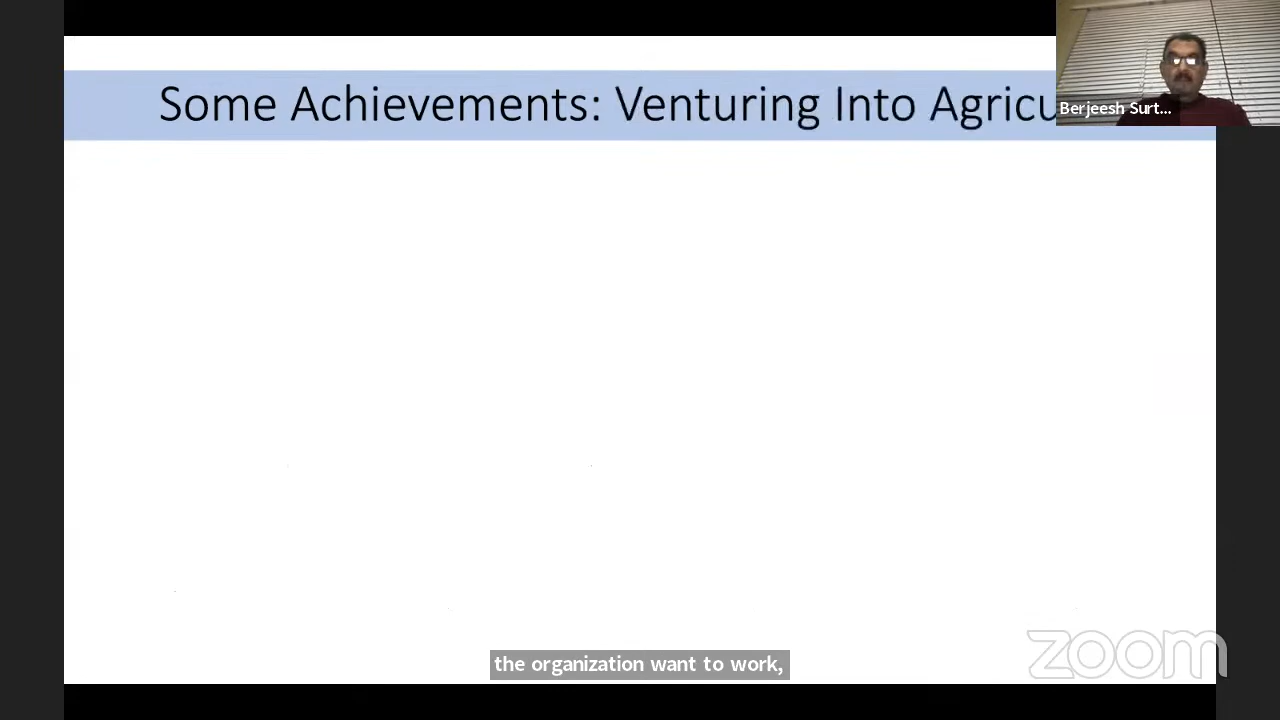 Some Achievements: Venturing Into Agricu
Berjeesh Surt...
the organization want to work,
zoom